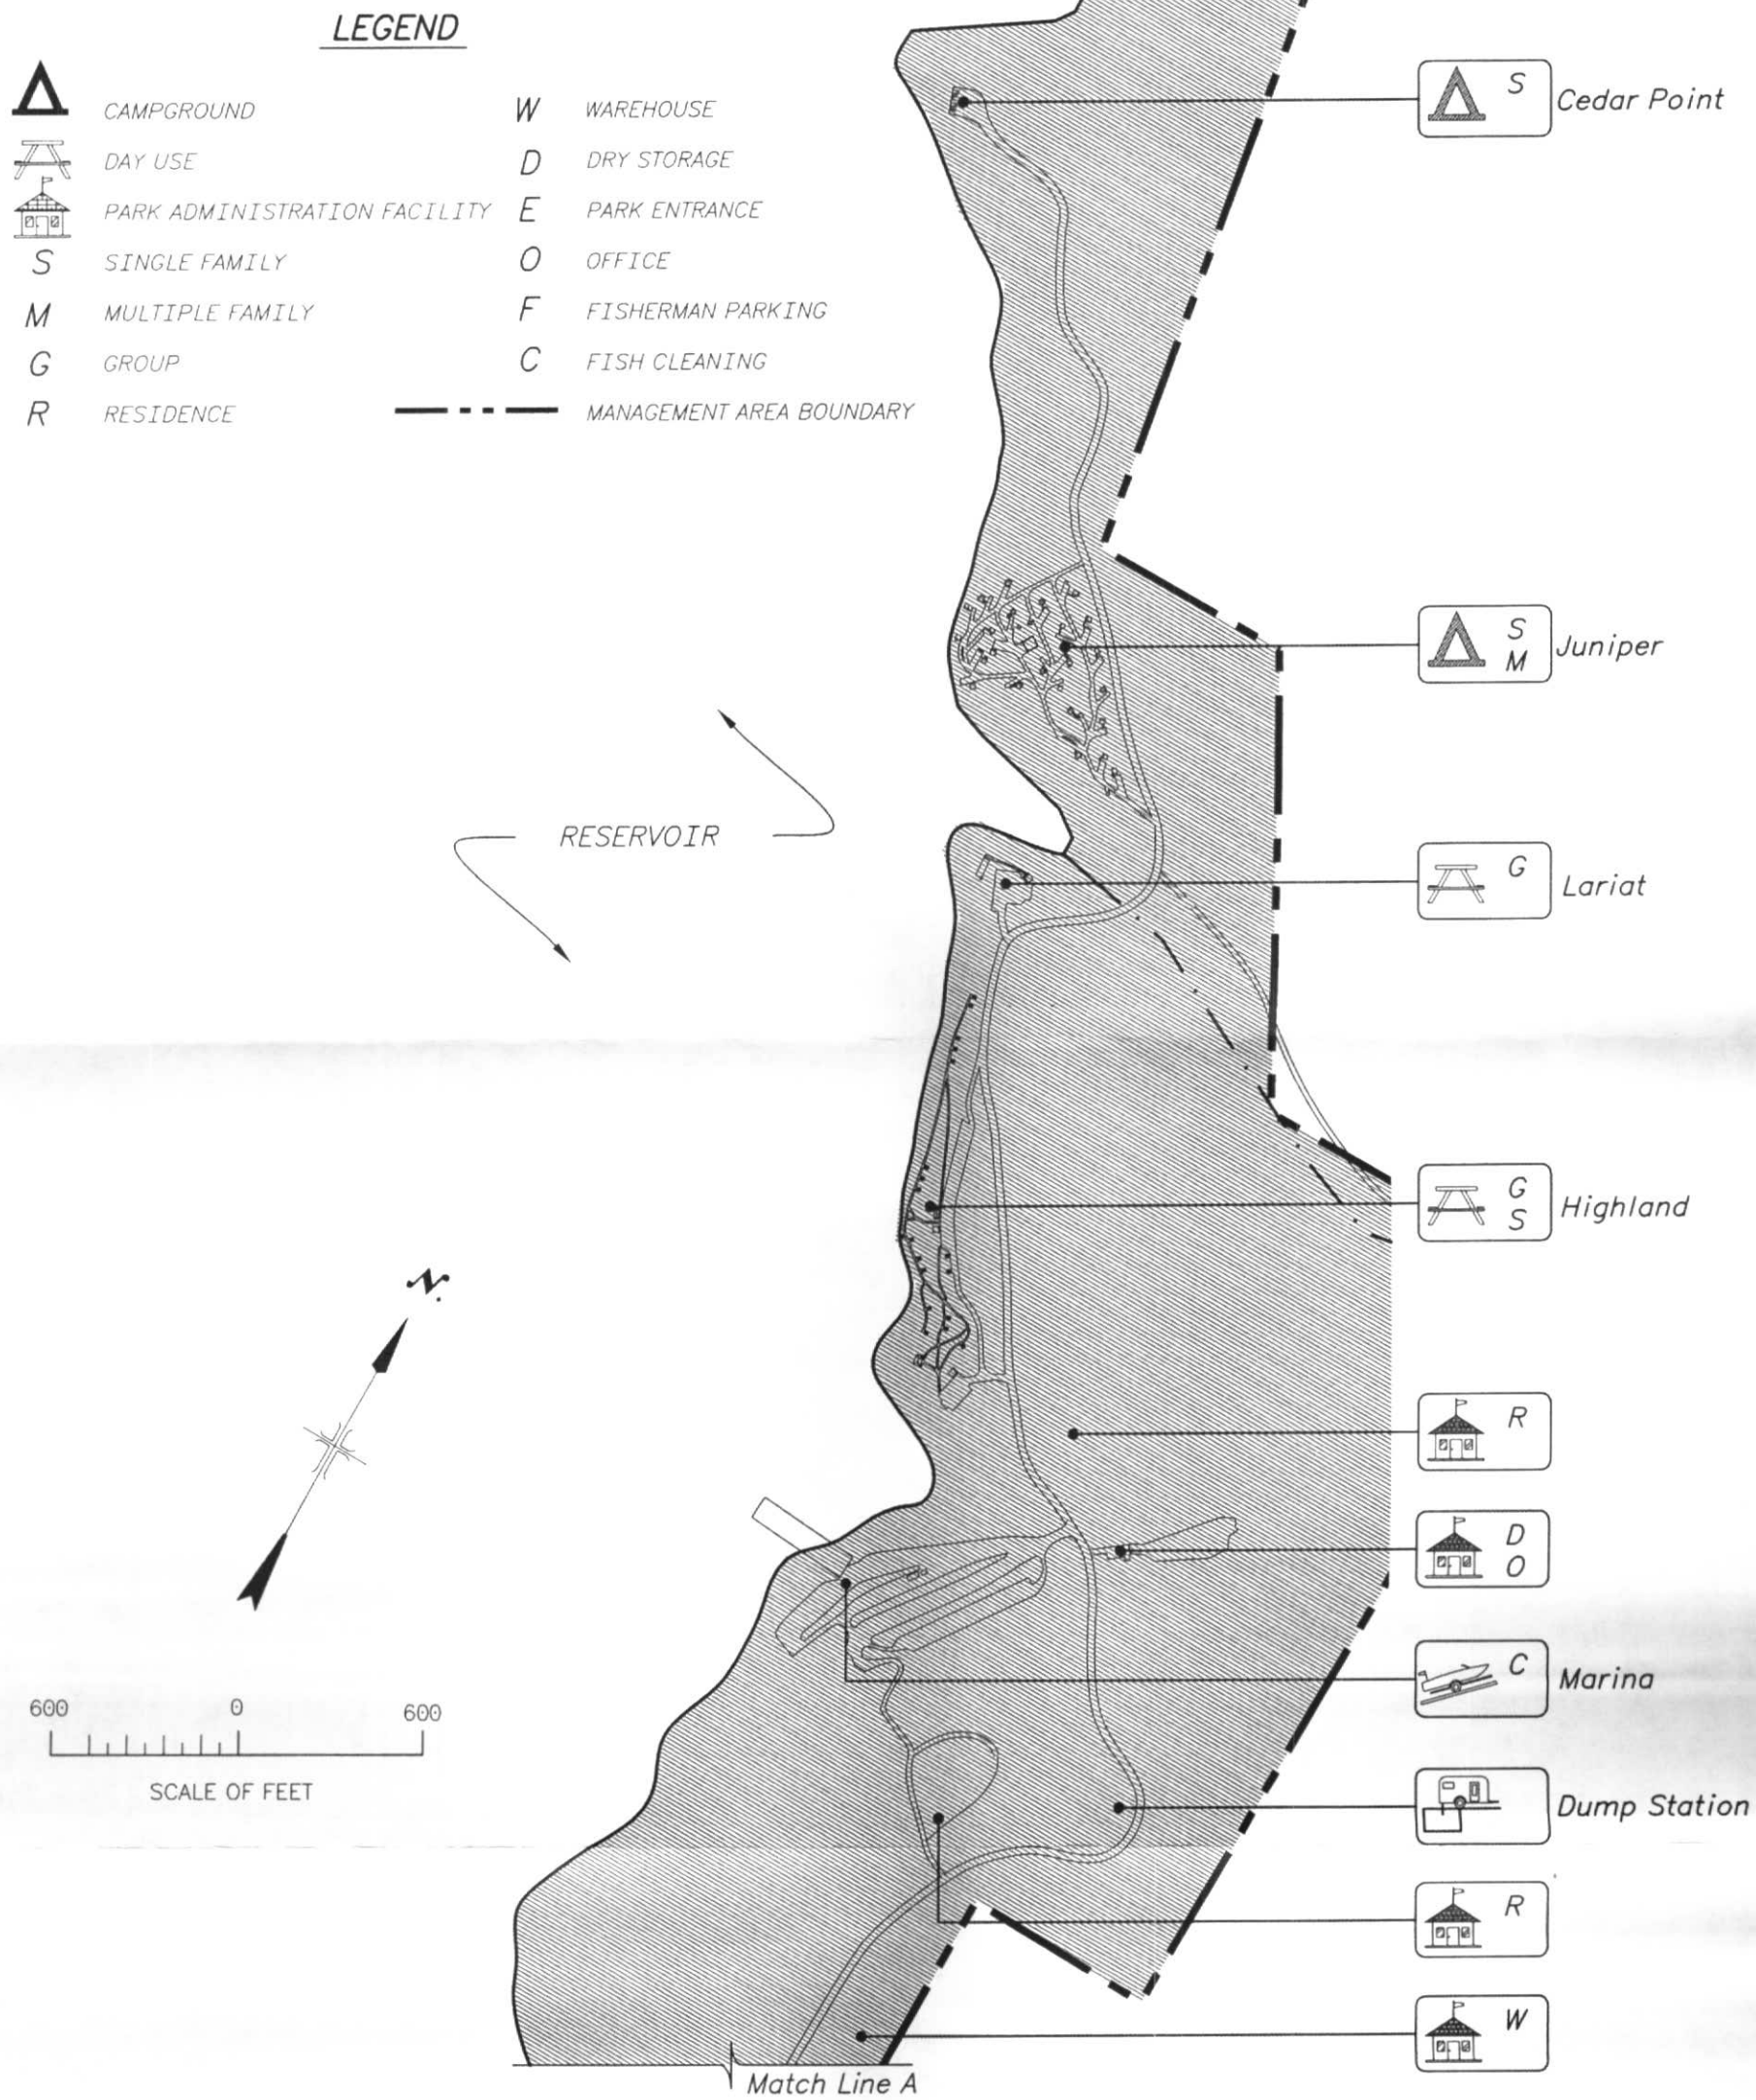 LEGEND
CAMPGROUND
DAY USE
PARK ADMINISTRATION FACILITY
S SINGLE FAMILY
M MULTIPLE FAMILY
G GROUP
R RESIDENCE
W WAREHOUSE
D DRY STORAGE
E PARK ENTRANCE
O OFFICE
F FISHERMAN PARKING
C FISH CLEANING
MANAGEMENT AREA BOUNDARY
S Cedar Point
S
M
Juniper
RESERVOIR
G Lariat
G
S
Highland
N.
R
D
O
C Marina
600 0 600
SCALE OF FEET
Dump Station
R
W
Match Line A